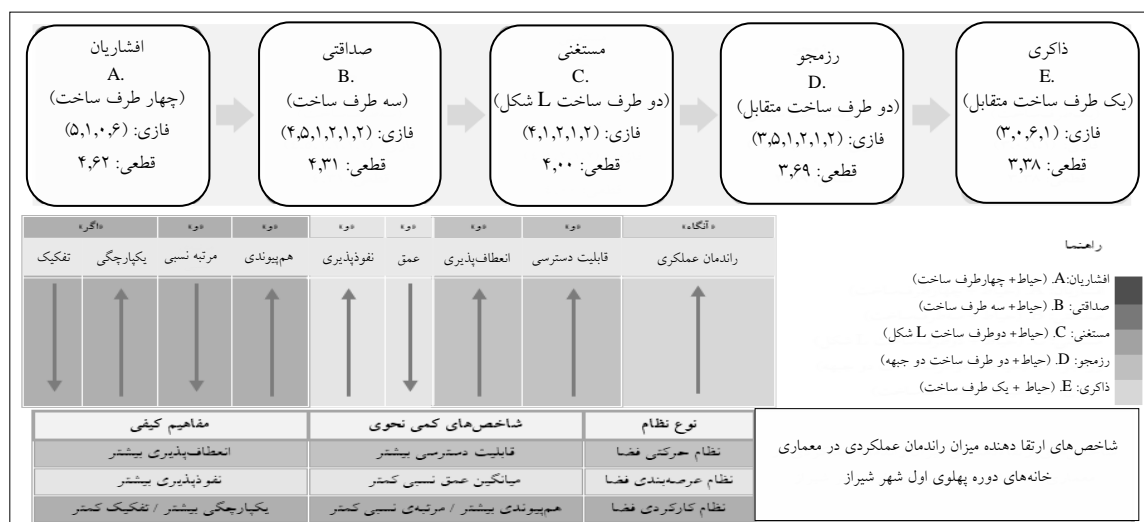 افشاریان
A.
(چهار طرف ساخت)
فازی: (۵,۱,۰,۶)
قطعی: ۴,۶۲
صداقتی
B.
(سه طرف ساخت)
فازی: (۴,۵,۱,۲,۱,۲)
قطعی: ۴,۳۱
مستغنی
C.
(دو طرف ساخت L شکل)
فازی: (۴,۱,۲,۱,۲)
قطعی: ۴,۰۰
رزمجو
D.
(دو طرف ساخت متقابل)
فازی: (۳,۵,۱,۲,۱,۲)
قطعی: ۳,۶۹
ذاکری
E.
(یک طرف ساخت متقابل)
فازی: (۳,۰,۶,۱)
قطعی: ۳,۳۸
«آنگاه» «و» «و» «و» «و» «و» «و» «اگر»
راندمان عملکری قابلیت دسترسی انعطاف‌پذیری عمق نفوذپذیری هم‌پیوندی مرتبه نسبی یکپارچگی تفکیک
راهنما
افشاریان:A. (حیاط+ چهارطرف ساخت)
صداقتی: B. (حیاط+ سه طرف ساخت)
مستغنی: C. (حیاط+ دوطرف ساخت L شکل)
رزمجو: D. (حیاط+ دو طرف ساخت دو جبهه)
ذاکری: E. (حیاط + یک طرف ساخت)
نوع نظام شاخص‌های کمی نحوی مفاهیم کیفی
نظام حرکتی فضا قابلیت دسترسی بیشتر انعطاف‌پذیری بیشتر
نظام عرصه‌بندی فضا میانگین عمق نسبی کمتر نفوذپذیری بیشتر
نظام کارکردی فضا هم‌پیوندی بیشتر / مرتبه‌ی نسبی کمتر یکپارچگی بیشتر / تفکیک کمتر
شاخص‌های ارتقا دهنده میزان راندمان عملکردی در معماری
خانه‌های دوره پهلوی اول شهر شیراز